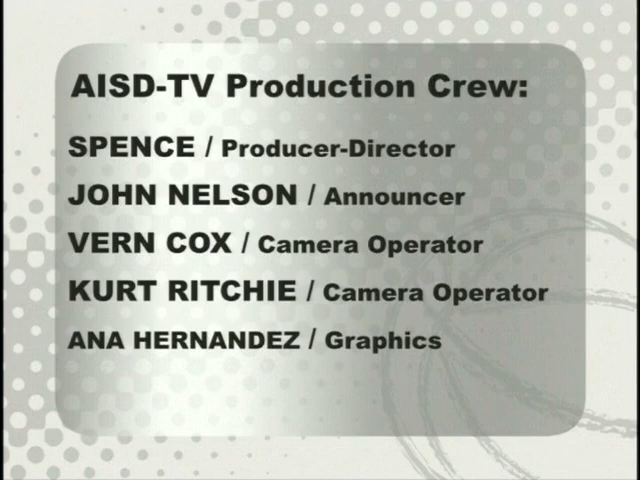 AISD-TV Production Crew:
SPENCE / Producer-Director
JOHN NELSON / Announcer
VERN COX / Camera Operator
KURT RITCHIE / Camera Operator
ANA HERNANDEZ / Graphics